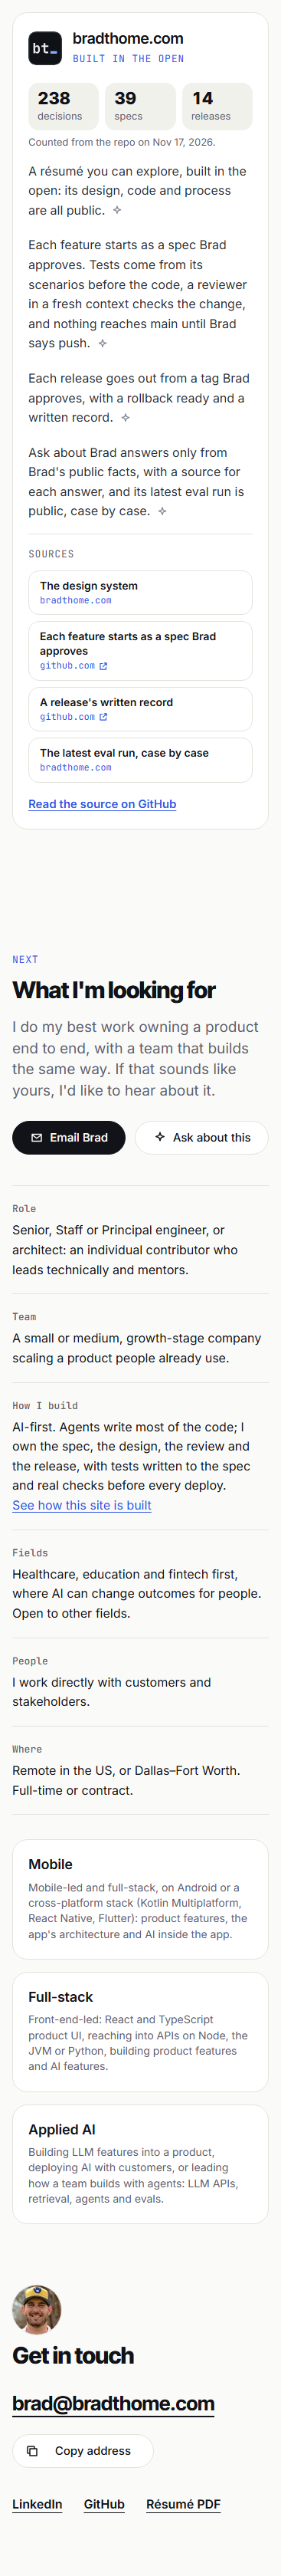 bt_
bradthome.com
BUILT IN THE OPEN
238
decisions
39
specs
14
releases
Counted from the repo on Nov 17, 2026.
A résumé you can explore, built in the
open: its design, code and process
are all public.
Each feature starts as a spec Brad
approves. Tests come from its
scenarios before the code, a reviewer
in a fresh context checks the change,
and nothing reaches main until Brad
says push.
Each release goes out from a tag Brad
approves, with a rollback ready and a
written record.
Ask about Brad answers only from
Brad's public facts, with a source for
each answer, and its latest eval run is
public, case by case.
SOURCES
The design system
bradthome.com
Each feature starts as a spec Brad
approves
github.com
A release's written record
github.com
The latest eval run, case by case
bradthome.com
Read the source on GitHub
NEXT
What I'm looking for
I do my best work owning a product
end to end, with a team that builds
the same way. If that sounds like
yours, I'd like to hear about it.
Email Brad
Ask about this
Role
Senior, Staff or Principal engineer, or
architect: an individual contributor who
leads technically and mentors.
Team
A small or medium, growth-stage company
scaling a product people already use.
How I build
AI-first. Agents write most of the code; I
own the spec, the design, the review and
the release, with tests written to the spec
and real checks before every deploy.
See how this site is built
Fields
Healthcare, education and fintech first,
where AI can change outcomes for people.
Open to other fields.
People
I work directly with customers and
stakeholders.
Where
Remote in the US, or Dallas–Fort Worth.
Full-time or contract.
Mobile
Mobile-led and full-stack, on Android or a
cross-platform stack (Kotlin Multiplatform,
React Native, Flutter): product features, the
app's architecture and AI inside the app.
Full-stack
Front-end-led: React and TypeScript
product UI, reaching into APIs on Node, the
JVM or Python, building product features
and AI features.
Applied AI
Building LLM features into a product,
deploying AI with customers, or leading
how a team builds with agents: LLM APIs,
retrieval, agents and evals.
Get in touch
brad@bradthome.com
Copy address
LinkedIn
GitHub
Résumé PDF